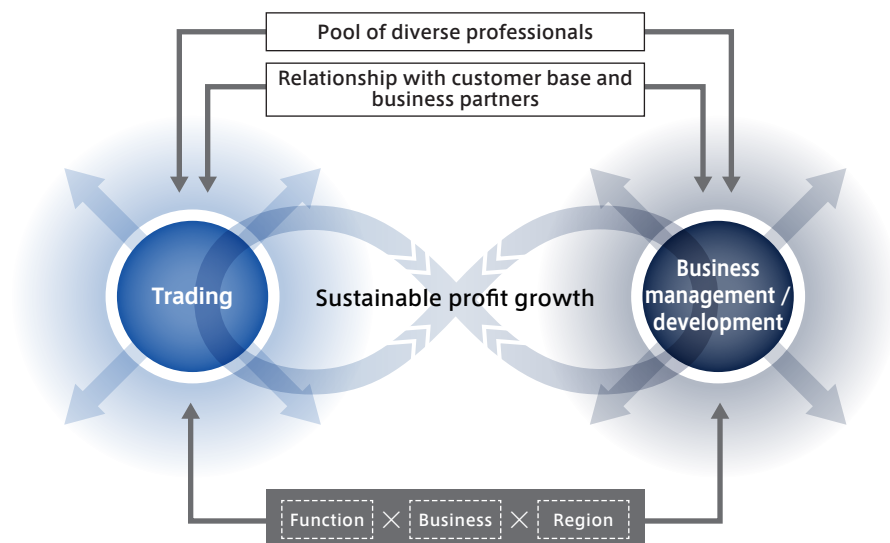 Pool of diverse professionals
Relationship with customer base and
business partners
Trading
Sustainable profit growth
Business
management /
development
Function × Business × Region